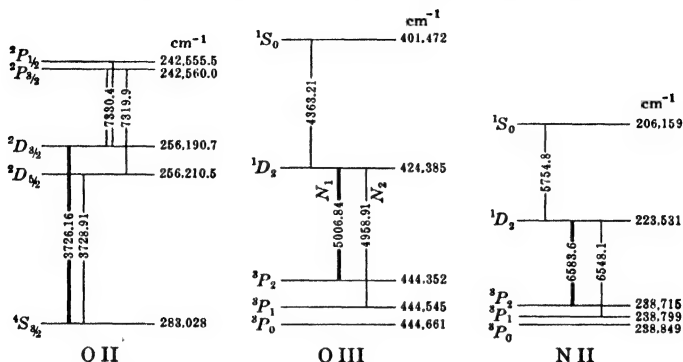 cm⁻¹
²P₁/₂ 242,555.5
²P₃/₂ 242,560.0
7330.4
7319.9
²D₃/₂ 256,190.7
²D₅/₂ 256,210.5
3726.16
3728.91
⁴S₃/₂ 283,028
O II
cm⁻¹
¹S₀ 401,472
4363.21
¹D₂ 424,385
N₁
N₂
5006.84
4958.91
³P₂ 444.352
³P₁ 444,545
³P₀ 444,661
O III
cm⁻¹
¹S₀ 206,159
5754.8
¹D₂ 223,531
6583.6
6548.1
³P₂ 238,715
³P₁ 238,799
³P₀ 238,849
N II